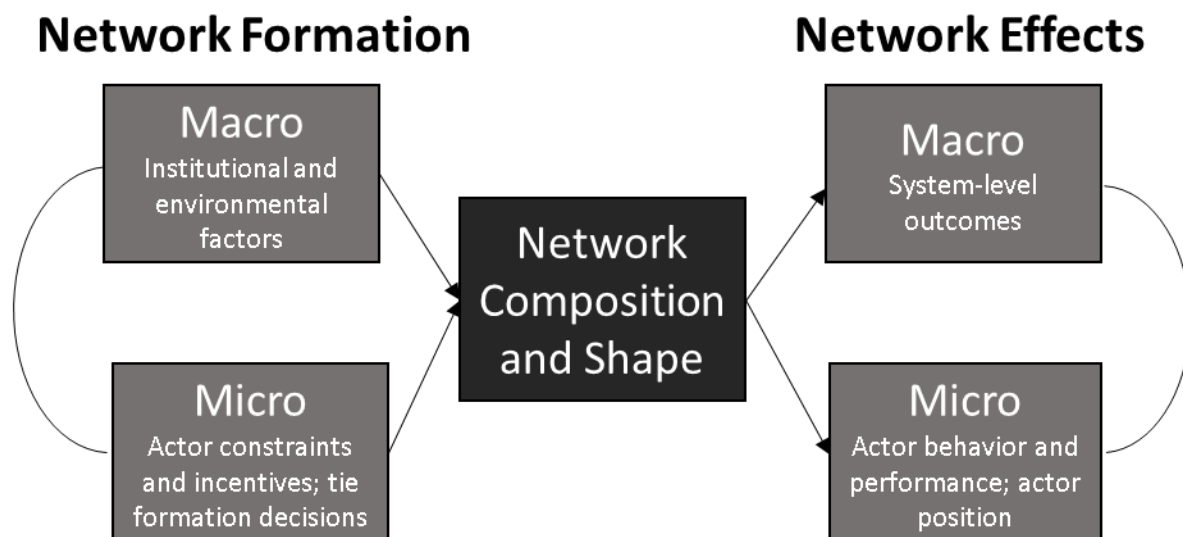 Network Formation
Network Effects
Macro
Institutional and
environmental
factors
Micro
Actor constraints
and incentives; tie
formation decisions
Network
Composition
and Shape
Macro
System-level
outcomes
Micro
Actor behavior and
performance; actor
position